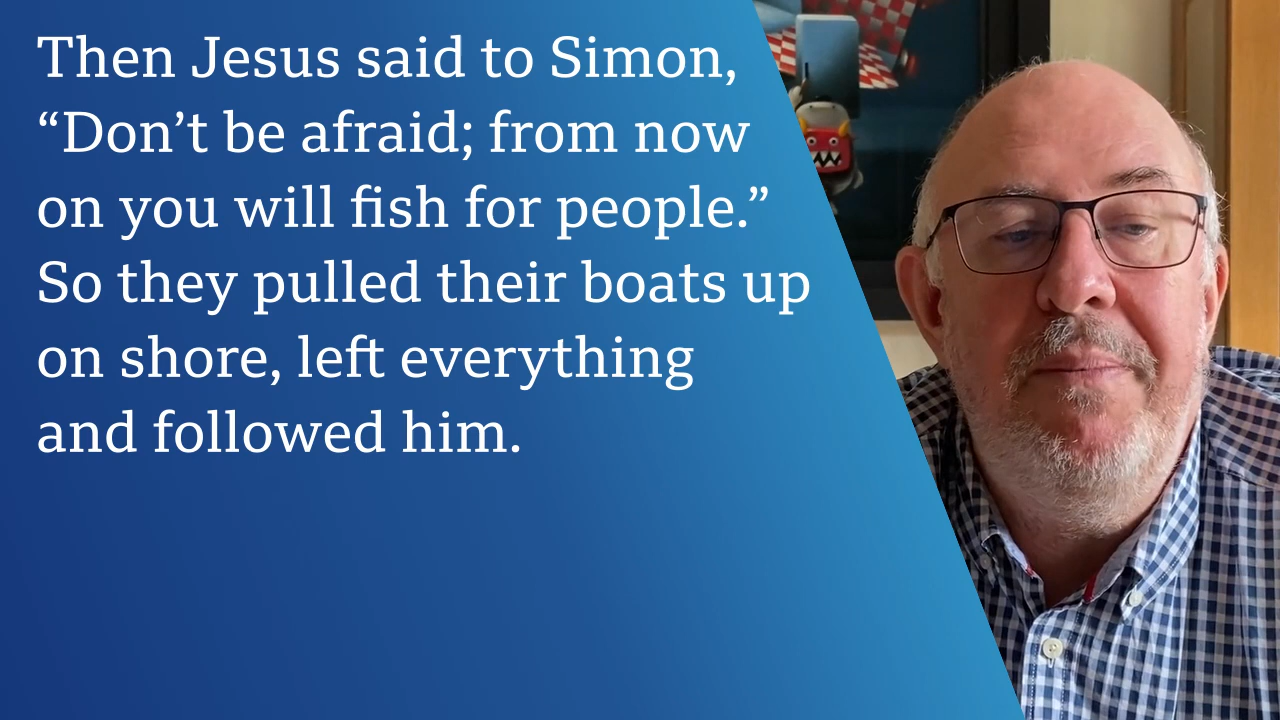 Then Jesus said to Simon,
“Don’t be afraid; from now
on you will fish for people.”
So they pulled their boats up
on shore, left everything
and followed him.